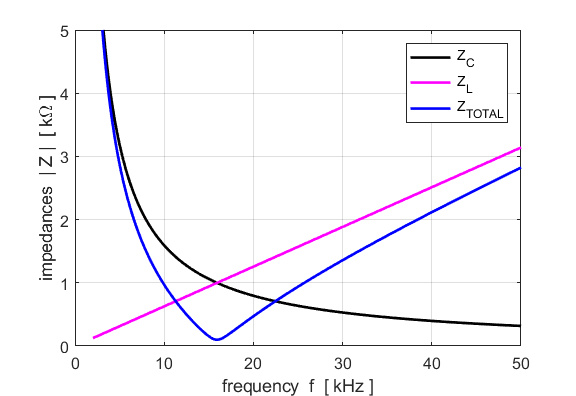 5
4
3
2
1
0
impedances | Z | [ kΩ ]
0 10 20 30 40 50
frequency f [ kHz ]
Z_C
Z_L
Z_TOTAL